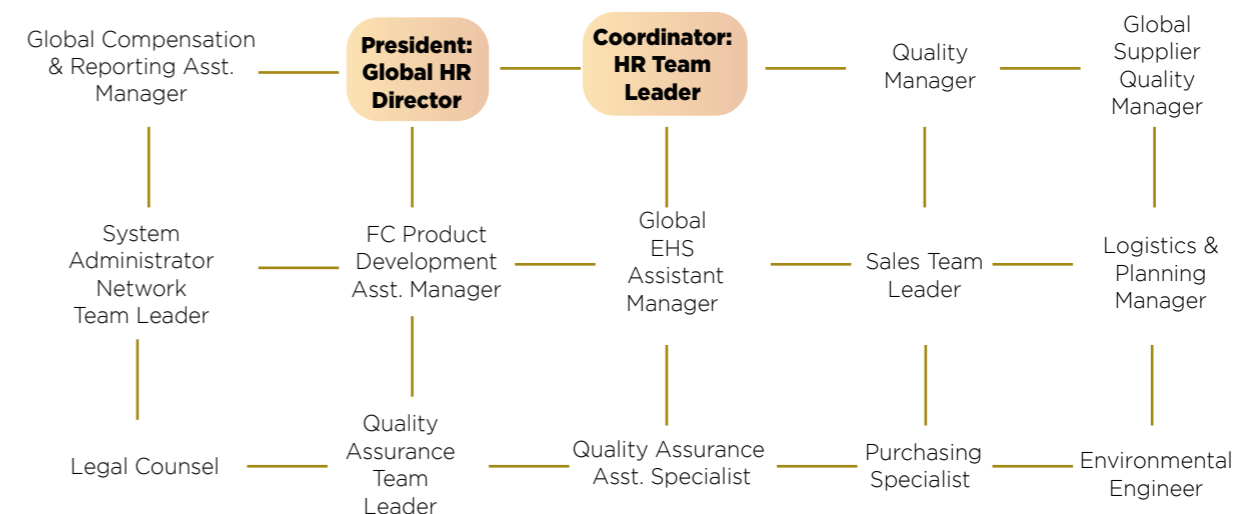 Global Compensation
& Reporting Asst.
Manager
President:
Global HR
Director
Coordinator:
HR Team
Leader
Quality
Manager
Global
Supplier
Quality
Manager
System
Administrator
Network
Team Leader
FC Product
Development
Asst. Manager
Global
EHS
Assistant
Manager
Sales Team
Leader
Logistics &
Planning
Manager
Legal Counsel
Quality
Assurance
Team
Leader
Quality Assurance
Asst. Specialist
Purchasing
Specialist
Environmental
Engineer